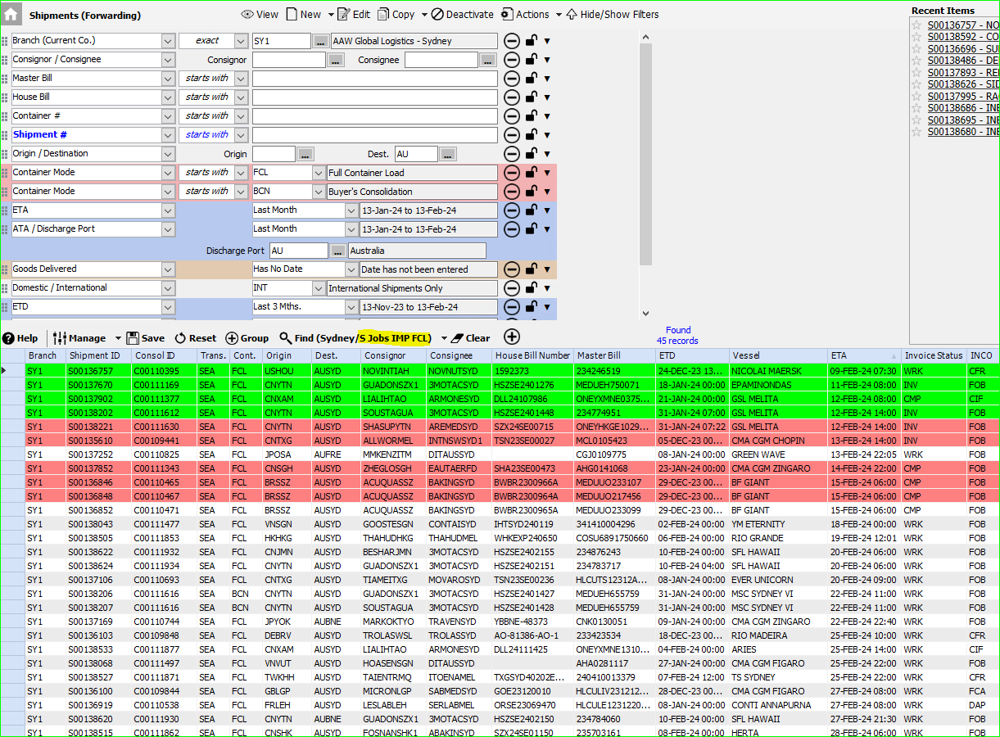 Shipments (Forwarding) View New Edit Copy Deactivate Actions Hide/Show Filters
Recent Items
S00136757 - NO
S00138592 - CO
S00136696 - SU
S00138486 - DE
S00137893 - REI
S00138626 - SID
S00137995 - RAC
S00138686 - INE
S00138695 - INE
S00138680 - INE
Branch (Current Co.) exact SY1 ... AAW Global Logistics - Sydney
Consignor / Consignee Consignor ... Consignee ...
Master Bill starts with
House Bill starts with
Container # starts with
Shipment # starts with
Origin / Destination Origin ... Dest. AU ...
Container Mode starts with FCL Full Container Load
Container Mode starts with BCN Buyer's Consolidation
ETA Last Month 13-Jan-24 to 13-Feb-24
ATA / Discharge Port Last Month 13-Jan-24 to 13-Feb-24
Discharge Port AU ... Australia
Goods Delivered Has No Date Date has not been entered
Domestic / International INT International Shipments Only
ETD Last 3 Mths. 13-Nov-23 to 13-Feb-24
Help Manage Save Reset Group Find (Sydney/S Jobs IMP FCL) Clear
Found
45 records
Branch Shipment ID Consol ID Trans. Cont. Origin Dest. Consignor Consignee House Bill Number Master Bill ETD Vessel ETA Invoice Status INCO
SY1 S00136757 C00110395 SEA FCL USHOU AUSYD NOVINTIAH NOVNUTSYD 1592373 234246519 24-DEC-23 13... NICOLAI MAERSK 09-FEB-24 07:30 WRK CFR
SY1 S00137670 C00111169 SEA FCL CNYTN AUSYD GUADONSZX1 3MOTACSYD HSZSE2401276 MEDUEH750071 18-JAN-24 00:00 EPAMINONDAS 11-FEB-24 08:00 INV FOB
SY1 S00137902 C00111377 SEA FCL CNXAM AUSYD LIALIHTAO ARMONESYD DLL24107986 ONEYXMNE0375... 21-JAN-24 00:00 GSL MELITA 12-FEB-24 08:00 CMP CIF
SY1 S00138202 C00111612 SEA FCL CNYTN AUSYD SOUSTAGUA 3MOTACSYD HSZSE2401448 234774951 31-JAN-24 07:00 GSL MELITA 12-FEB-24 14:00 INV FOB
SY1 S00138221 C00111630 SEA FCL CNYTN AUSYD SHASUPYTN AREMEDSYD SZX24SE00715 ONEYHKGE1029... 31-JAN-24 07:22 GSL MELITA 12-FEB-24 14:00 INV FOB
SY1 S00135610 C00109441 SEA FCL CNTXG AUSYD ALLWORMEL INTNSWSYD1 TSN23SE00027 MCL0105423 05-DEC-23 00... CMA CGM CHOPIN 13-FEB-24 14:00 INV FOB
SY1 S00137252 C00110825 SEA FCL JPOSA AUFRE MMKENZITM DITAUSSYD CGJ0109775 08-JAN-24 00:00 GREEN WAVE 13-FEB-24 22:05 WRK FOB
SY1 S00137852 C00111343 SEA FCL CNSGH AUSYD ZHEGLOSGH EAUTAERFD SHA23SE00473 AHG0141068 23-JAN-24 00:00 CMA CGM ZINGARO 14-FEB-24 22:00 CMP FOB
SY1 S00136846 C00110465 SEA FCL BRSSZ AUSYD ACUQUASSZ BAKINGSYD BWBR2300966A MEDUUO233107 29-DEC-23 00... BF GIANT 15-FEB-24 06:00 CMP FOB
SY1 S00136848 C00110467 SEA FCL BRSSZ AUSYD ACUQUASSZ BAKINGSYD BWBR2300964A MEDUUO217456 29-DEC-23 00... BF GIANT 15-FEB-24 06:00 CMP FOB
SY1 S00136852 C00110471 SEA FCL BRSSZ AUSYD ACUQUASSZ BAKINGSYD BWBR2300965A MEDUUO233099 29-DEC-23 00... BF GIANT 15-FEB-24 06:00 CMP FOB
SY1 S00138043 C00111477 SEA FCL VNSGN AUSYD GOOSTESGN CONTAISYD IHTSYD240119 341410004296 02-FEB-24 00:00 YM ETERNITY 18-FEB-24 00:00 WRK FOB
SY1 S00138505 C00111853 SEA FCL HKHKG AUSYD THAHUDHKG THAHUDMEL WHKEXP240650 COSU6891750660 06-FEB-24 00:00 RIO GRANDE 19-FEB-24 12:01 WRK FOB
SY1 S00138622 C00111932 SEA FCL CNJMN AUSYD BESHARJMN 3MOTACSYD HSZSE2402155 234876243 10-FEB-24 00:00 SFL HAWAII 20-FEB-24 06:00 WRK FOB
SY1 S00138624 C00111934 SEA FCL CNYTN AUSYD GUADONSZX1 3MOTACSYD HSZSE2402151 234783717 10-FEB-24 04:00 SFL HAWAII 20-FEB-24 06:00 WRK FOB
SY1 S00137106 C00110693 SEA FCL CNTXG AUSYD TIAMEITXG MOVAROSYD TSN23SE00236 HLCUTS12312A... 08-JAN-24 00:00 EVER UNICORN 20-FEB-24 09:00 WRK FOB
SY1 S00138206 C00111616 SEA BCN CNYTN AUSYD GUADONSZX1 3MOTACSYD HSZSE2401427 MEDUEH655759 31-JAN-24 00:00 MSC SYDNEY VI 22-FEB-24 11:00 WRK FOB
SY1 S00138207 C00111616 SEA BCN CNYTN AUSYD SOUSTAGUA 3MOTACSYD HSZSE2401428 MEDUEH655759 31-JAN-24 00:00 MSC SYDNEY VI 22-FEB-24 11:00 WRK FOB
SY1 S00137169 C00110744 SEA FCL JPYOK AUBNE MARKOKTYO TRAVENSYD YBBNE-48373 CNK0130051 09-JAN-24 00:00 CMA CGM ZINGARO 22-FEB-24 22:40 WRK FOB
SY1 S00136103 C00109848 SEA FCL DEBRV AUSYD TROLASWSL TROLASSYD AO-81386-AO-1 233423534 18-DEC-23 00... RIO MADEIRA 25-FEB-24 10:00 WRK CFR
SY1 S00138533 C00111877 SEA FCL CNXAM AUSYD LIALIHTAO ARMONESYD DLL24111425 ONEYXMNE1310... 04-FEB-24 00:00 ARIES 25-FEB-24 14:00 WRK CIF
SY1 S00138068 C00111497 SEA FCL VNVUT AUSYD HOASENSGN DITAUSSYD AHA0281117 27-JAN-24 00:00 CMA CGM FIGARO 25-FEB-24 22:00 WRK FOB
SY1 S00138527 C00111871 SEA FCL TWKHH AUSYD TAIENTRMQ ITOENAMEL TXGSYD40202E... 240410013379 07-FEB-24 12:00 TS SYDNEY 25-FEB-24 22:00 WRK CFR
SY1 S00136100 C00109844 SEA FCL GBLGP AUSYD MICRONLGP SABMEDSYD GOE23120010 HLCULIV231212... 28-DEC-23 00... CMA CGM FIGARO 27-FEB-24 08:00 WRK FCA
SY1 S00136919 C00110538 SEA FCL FRLEH AUSYD LESLABLEH SERLABMEL ORSE23069470 HLCULE1231220... 08-JAN-24 00:00 CONTI ANNAPURNA 27-FEB-24 08:00 WRK DAP
SY1 S00138620 C00111930 SEA FCL CNYTN AUBNE GUADONSZX1 3MOTACSYD HSZSE2402150 234784060 10-FEB-24 00:00 SFL HAWAII 27-FEB-24 21:30 WRK FOB
SY1 S00138515 C00111862 SEA FCL CNSHK AUSYD FOSNANSHK1 ABAKINSYD SZX24SE01150 235703161 08-FEB-24 00:00 HERTA 28-FEB-24 06:00 WRK FOB